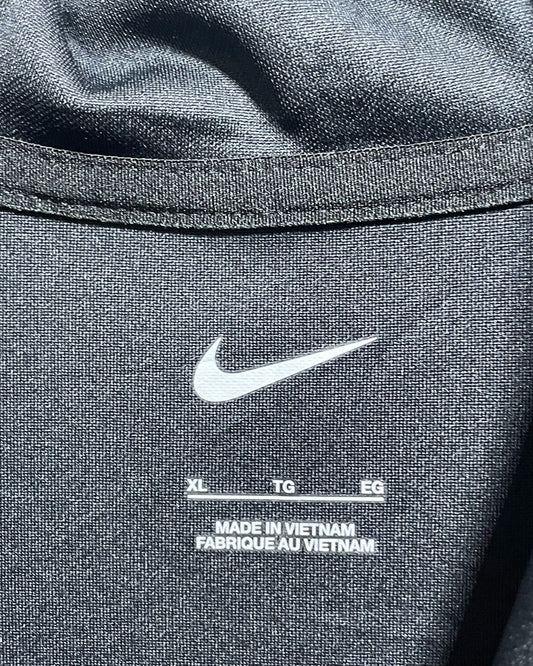 XL TG EG
MADE IN VIETNAM
FABRIQUE AU VIETNAM